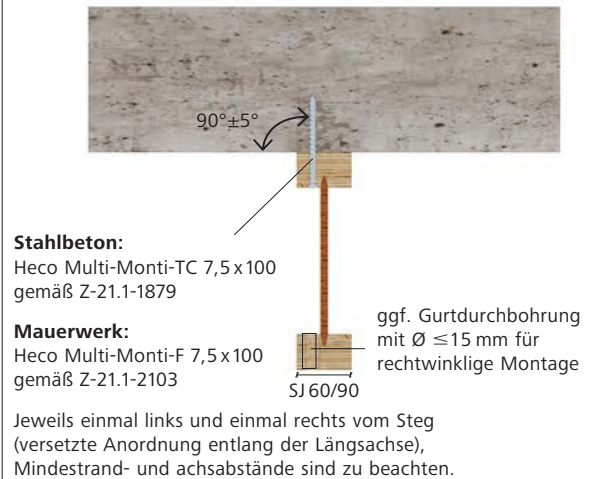 90°±5°
Stahlbeton:
Heco Multi-Monti-TC 7,5 x 100
gemäß Z-21.1-1879
Mauerwerk:
Heco Multi-Monti-F 7,5 x 100
gemäß Z-21.1-2103
ggf. Gurtdurchbohrung
mit Ø ≤15 mm für
rechtwinklige Montage
SJ 60/90
Jeweils einmal links und einmal rechts vom Steg
(versetzte Anordnung entlang der Längsachse),
Mindestrand- und achsabstände sind zu beachten.